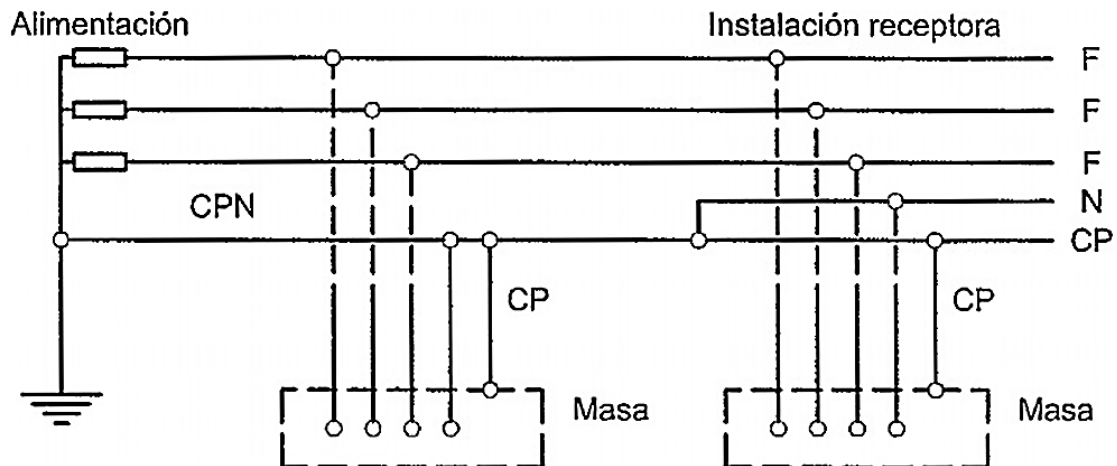 Alimentación
Instalación receptora
F
F
F
N
CPN
CP
CP
CP
Masa
Masa